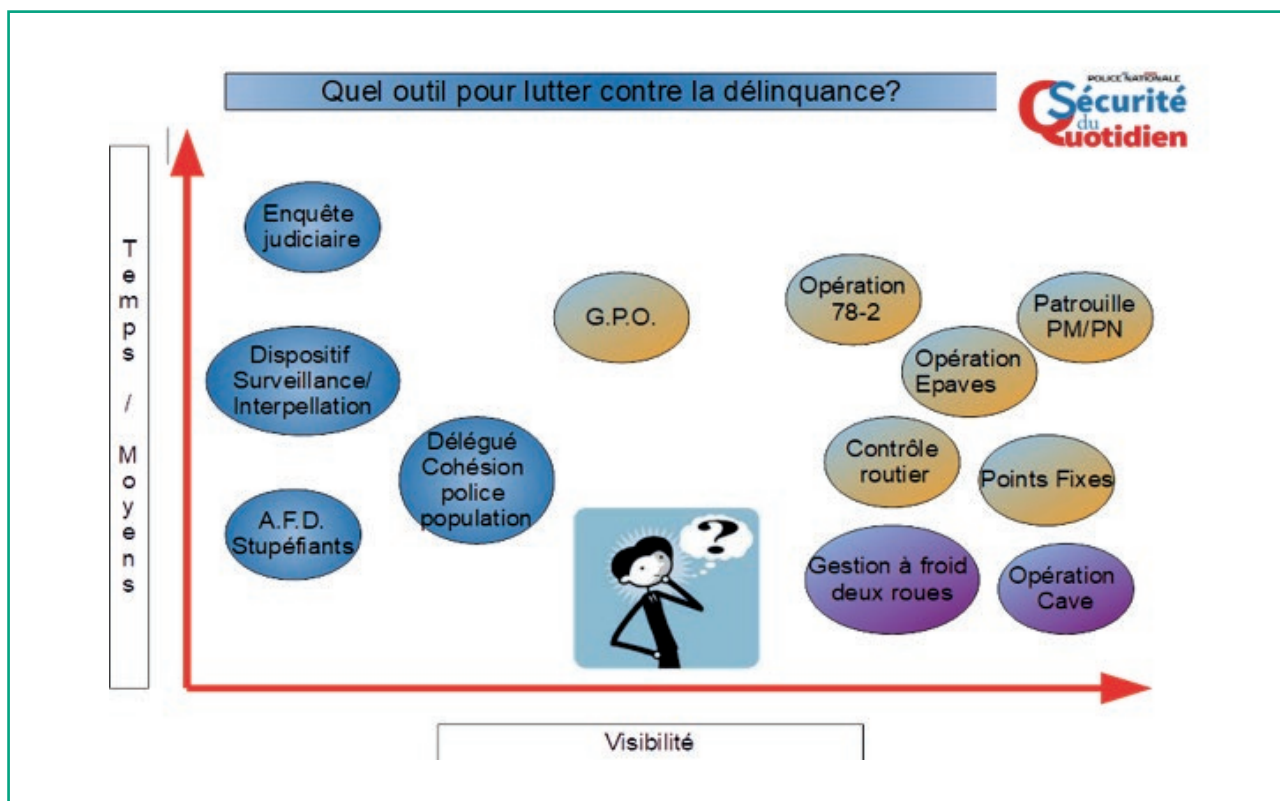 Quel outil pour lutter contre la délinquance?
POLICE NATIONALE
Sécurité
du
Quotidien
Temps / Moyens
Enquête
judiciaire
Dispositif
Surveillance/
Interpellation
A.F.D.
Stupéfiants
Délégué
Cohésion
police
population
G.P.O.
Opération
78-2
Patrouille
PM/PN
Opération
Epaves
Contrôle
routier
Points Fixes
Gestion à froid
deux roues
Opération
Cave
?
Visibilité